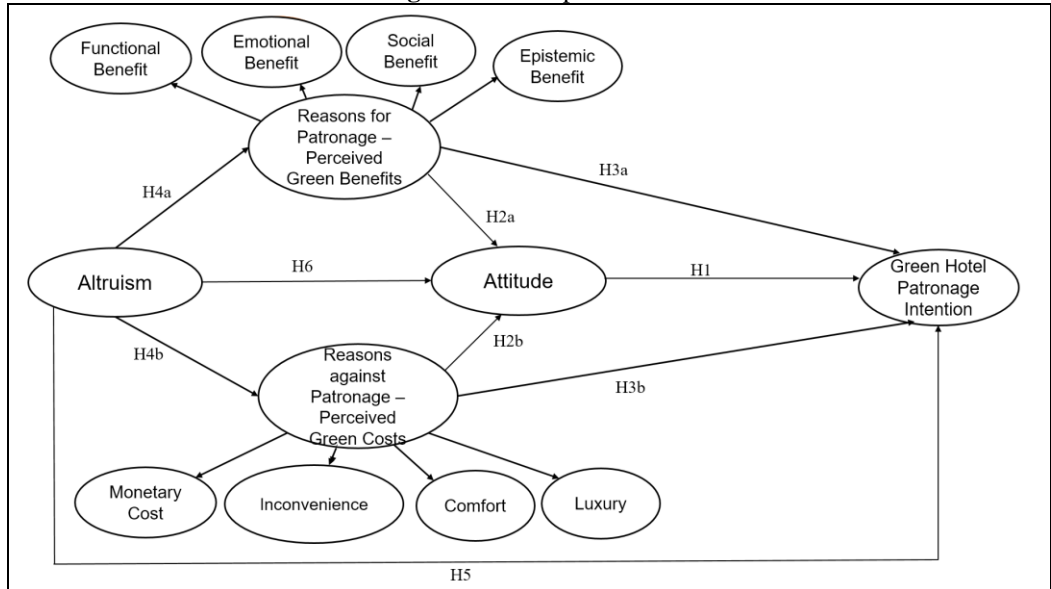 Functional
Benefit
Emotional
Benefit
Social
Benefit
Epistemic
Benefit
Reasons for
Patronage –
Perceived
Green Benefits
H3a
H4a
H2a
Altruism
H6
Attitude
H1
Green Hotel
Patronage
Intention
H4b
H2b
Reasons
against
Patronage –
Perceived
Green Costs
H3b
Monetary
Cost
Inconvenience
Comfort
Luxury
H5